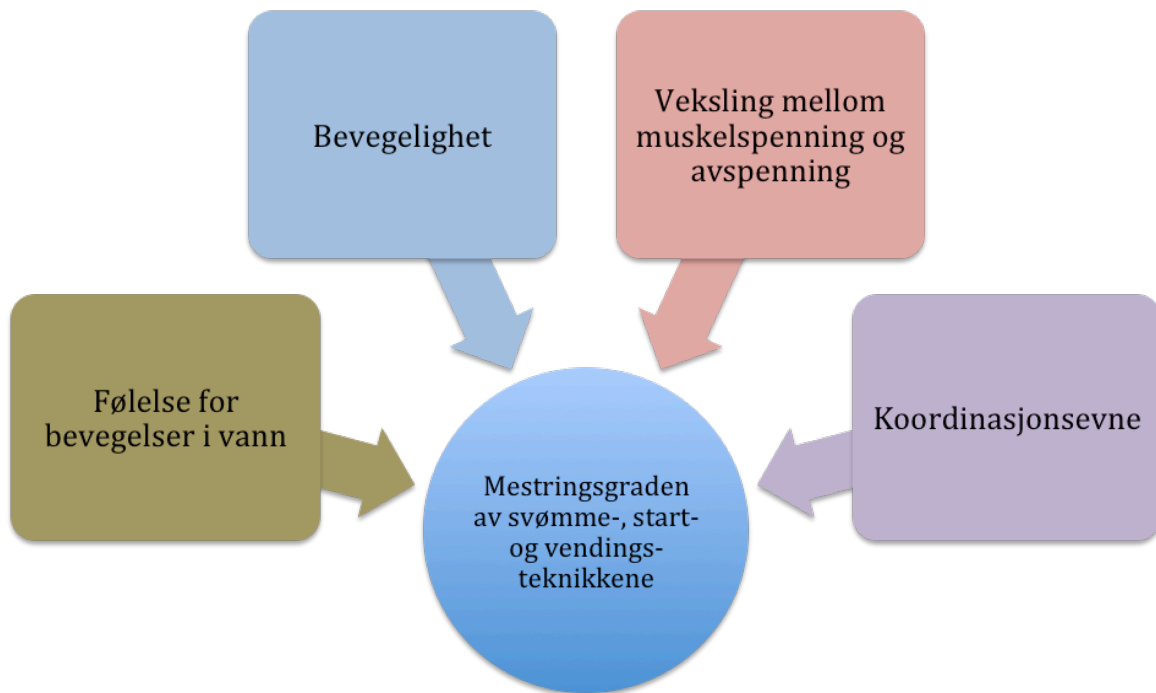 Bevegelighet
Veksling mellom
muskelspenning og
avspenning
Følelse for
bevegelser i vann
Koordinasjonsevne
Mestringsgraden
av svømme-, start-
og vendings-
teknikkene